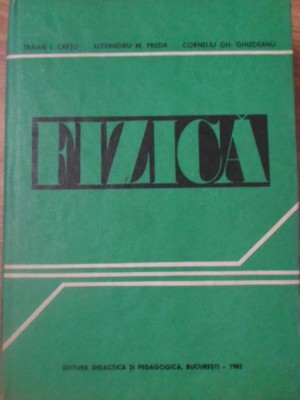 TRAIAN I. CREȚU ALEXANDRU M. PREDA CORNELIU GH. GHIZDEANU
FIZICĂ
EDITURA DIDACTICĂ ȘI PEDAGOGICĂ, BUCUREȘTI – 1982